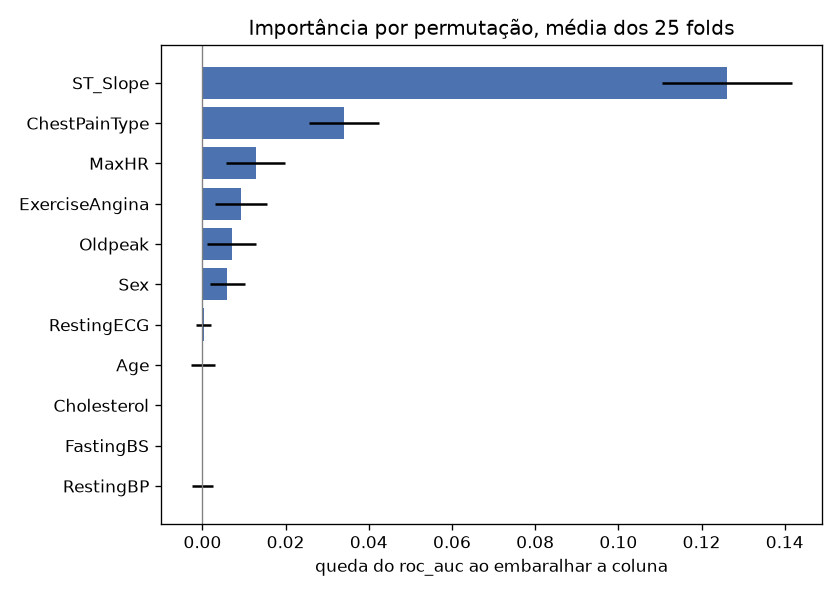 Importância por permutação, média dos 25 folds
ST_Slope
ChestPainType
MaxHR
ExerciseAngina
Oldpeak
Sex
RestingECG
Age
Cholesterol
FastingBS
RestingBP
0.00 0.02 0.04 0.06 0.08 0.10 0.12 0.14
queda do roc_auc ao embaralhar a coluna